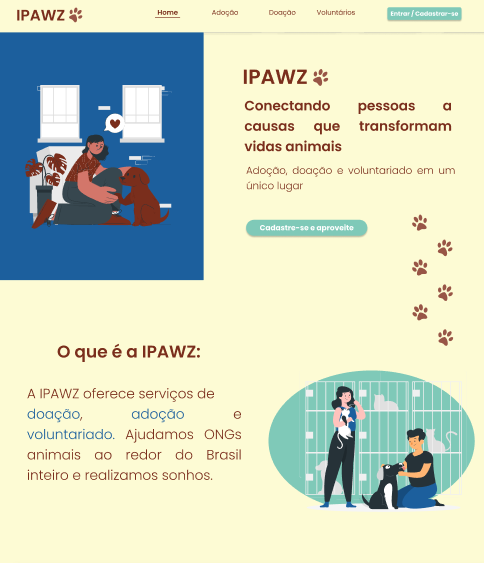 IPAWZ
Home Adoção Doação Voluntários Entrar / Cadastrar-se
IPAWZ
Conectando pessoas a
causas que transformam
vidas animais
Adoção, doação e voluntariado em um
único lugar
Cadastre-se e aproveite
O que é a IPAWZ:
A IPAWZ oferece serviços de
doação, adoção e
voluntariado. Ajudamos ONGs
animais ao redor do Brasil
inteiro e realizamos sonhos.